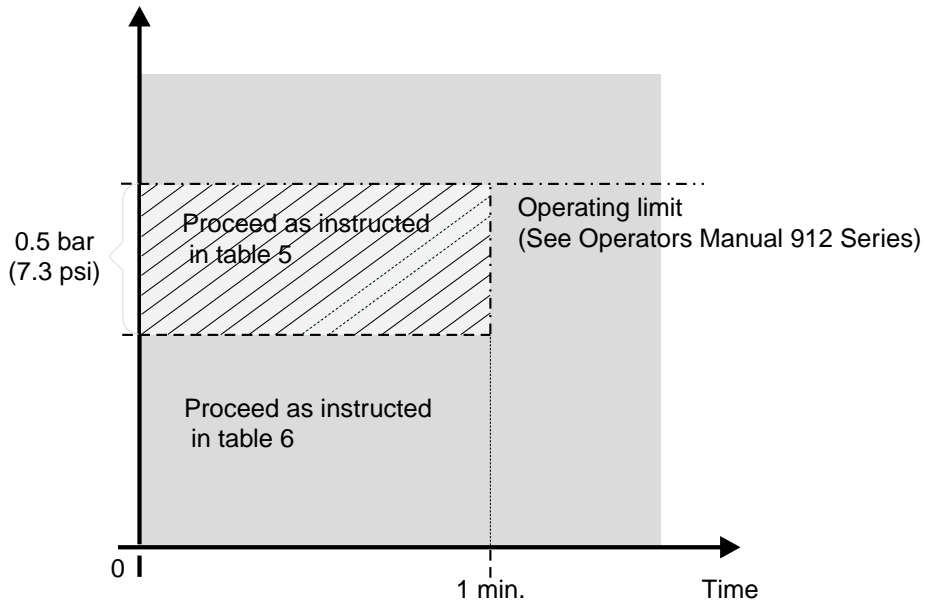 Proceed as instructed
in table 5
Operating limit
(See Operators Manual 912 Series)
0.5 bar
(7.3 psi)
Proceed as instructed
in table 6
0
1 min.
Time